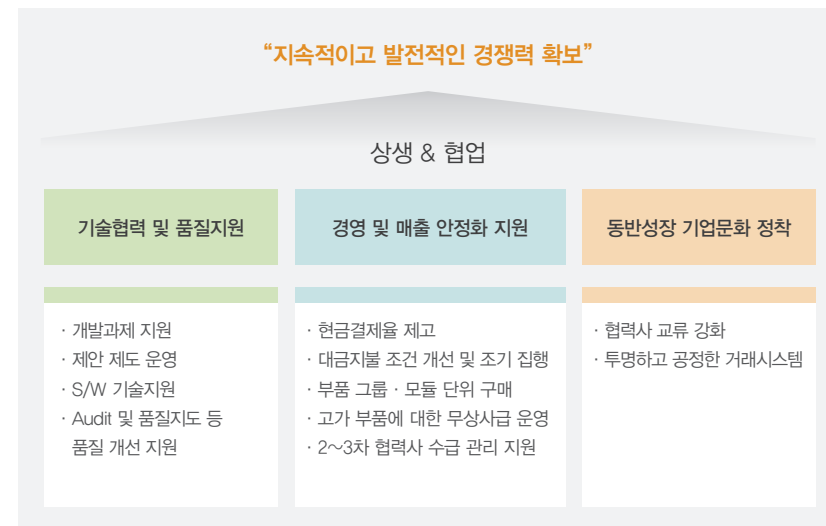 “지속적이고 발전적인 경쟁력 확보”
상생 & 협업
기술협력 및 품질지원
경영 및 매출 안정화 지원
동반성장 기업문화 정착
· 개발과제 지원
· 제안 제도 운영
· S/W 기술지원
· Audit 및 품질지도 등
품질 개선 지원
· 현금결제율 제고
· 대금지불 조건 개선 및 조기 집행
· 부품 그룹 · 모듈 단위 구매
· 고가 부품에 대한 무상사급 운영
· 2~3차 협력사 수급 관리 지원
· 협력사 교류 강화
· 투명하고 공정한 거래시스템